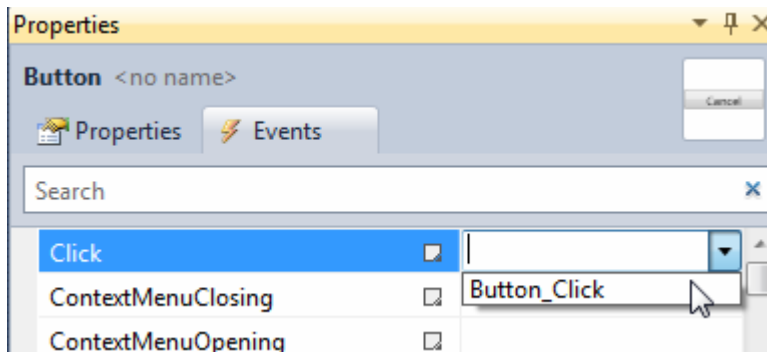 Properties
Button <no name>
Cancel
Properties Events
Search
Click
Button_Click
ContextMenuClosing
ContextMenuOpening